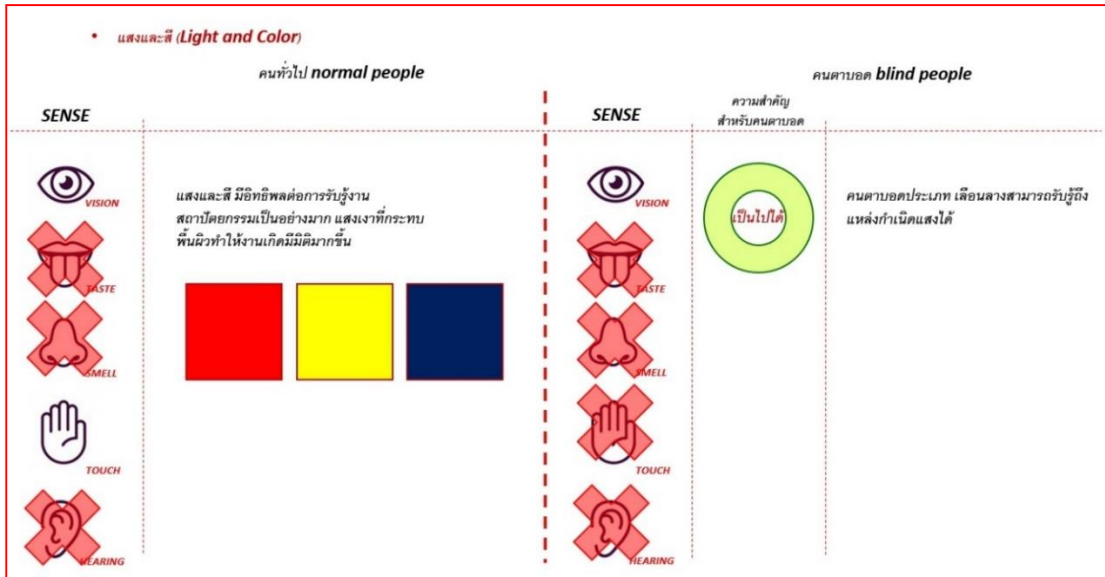 • แสงและสี (Light and Color)
คนทั่วไป normal people
SENSE
VISION
TASTE
SMELL
TOUCH
HEARING
แสงและสี มีอิทธิพลต่อการรับรู้งาน
สถาปัตยกรรมเป็นอย่างมาก แสงเงาที่กระทบ
พื้นผิวทำให้งานเกิดมีมิติมากขึ้น
คนตาบอด blind people
SENSE
ความสำคัญ
สำหรับคนตาบอด
VISION
TASTE
SMELL
TOUCH
HEARING
เป็นไปได้
คนตาบอดประเภท เลือนลางสามารถรับรู้ถึง
แหล่งกำเนิดแสงได้